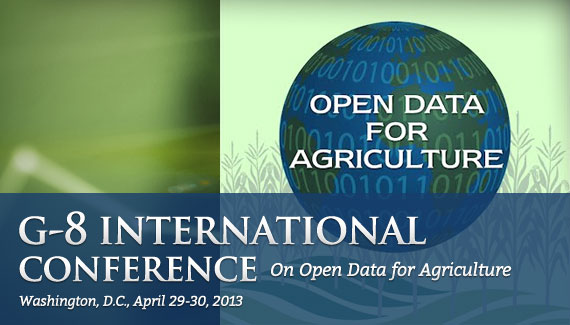 OPEN DATA
FOR
AGRICULTURE
G-8 INTERNATIONAL
CONFERENCE On Open Data for Agriculture
Washington, D.C., April 29-30, 2013